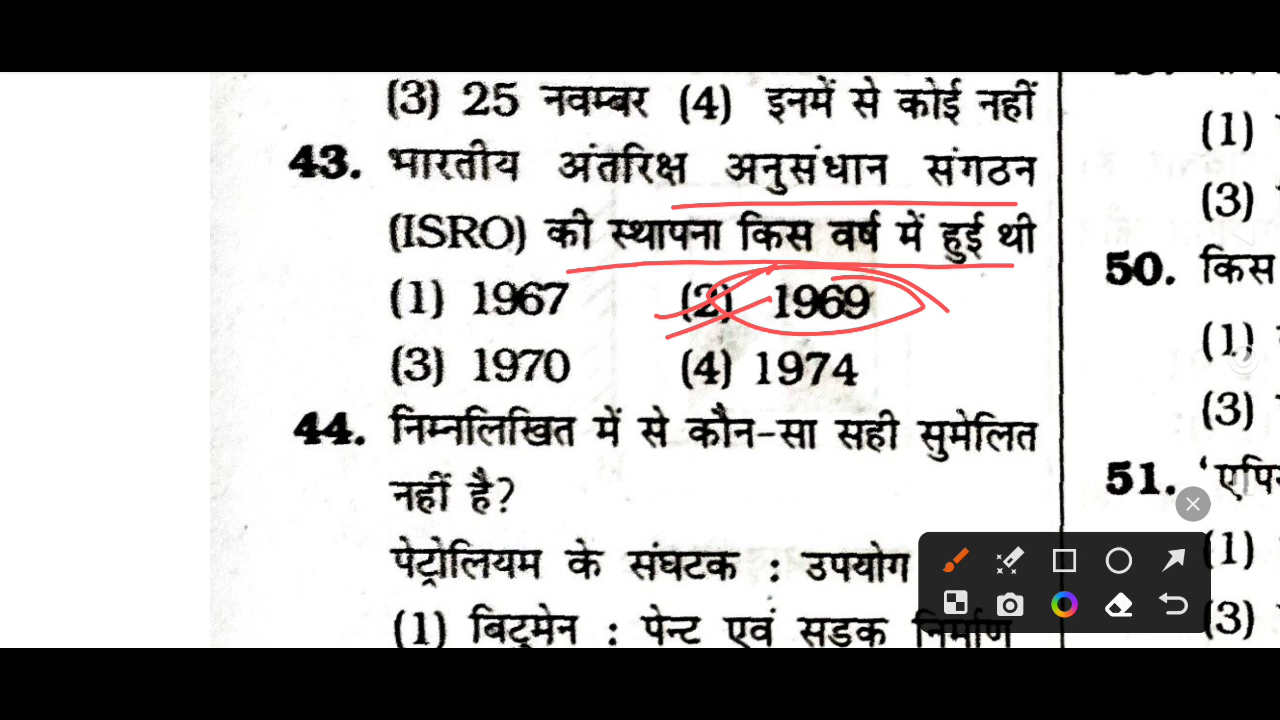 (3) 25 नवम्बर (4) इनमें से कोई नहीं
43. भारतीय अंतरिक्ष अनुसंधान संगठन
(ISRO) की स्थापना किस वर्ष में हुई थी
(1) 1967 (2) 1969
(3) 1970 (4) 1974
44. निम्नलिखित में से कौन-सा सही सुमेलित
नहीं है?
पेट्रोलियम के संघटक : उपयोग
(1) बिटुमेन : पेन्ट एवं सडक निर्माण
(1)
(3)
50. किस
(1)
(3)
51.
(1)
(3)